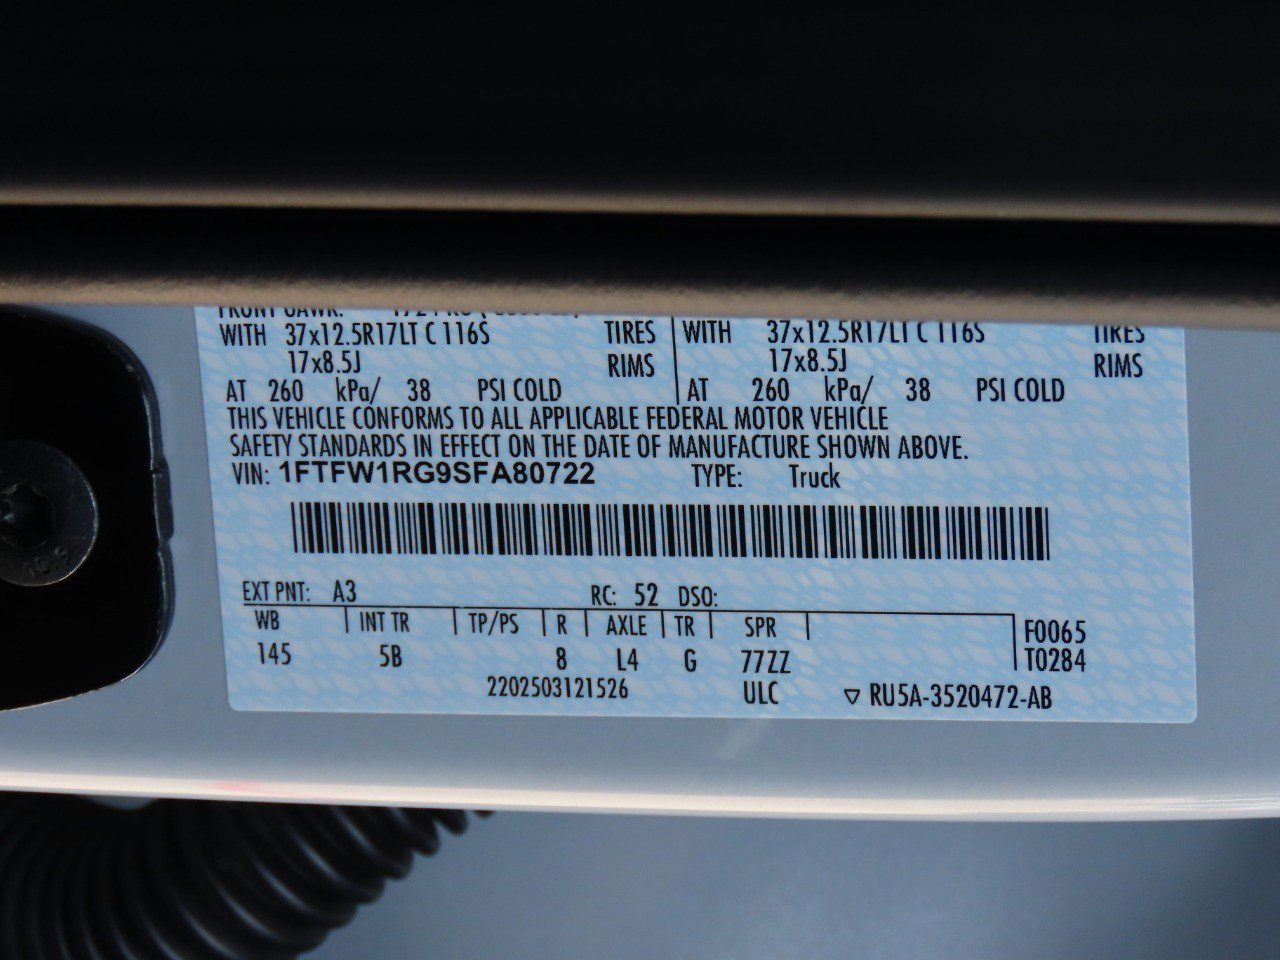 WITH 37x12.5R17LT C 116S TIRES WITH 37x12.5R17LT C 116S TIRES
17x8.5J RIMS 17x8.5J RIMS
AT 260 kPa/ 38 PSI COLD AT 260 kPa/ 38 PSI COLD
THIS VEHICLE CONFORMS TO ALL APPLICABLE FEDERAL MOTOR VEHICLE
SAFETY STANDARDS IN EFFECT ON THE DATE OF MANUFACTURE SHOWN ABOVE.
VIN: 1FTFW1RG9SFA80722 TYPE: Truck
EXT PNT: A3 RC: 52 DSO:
WB INT TR TP/PS R AXLE TR SPR F0065
145 5B 8 L4 G 77ZZ T0284
2202503121526 ULC ▽ RU5A-3520472-AB
10.9